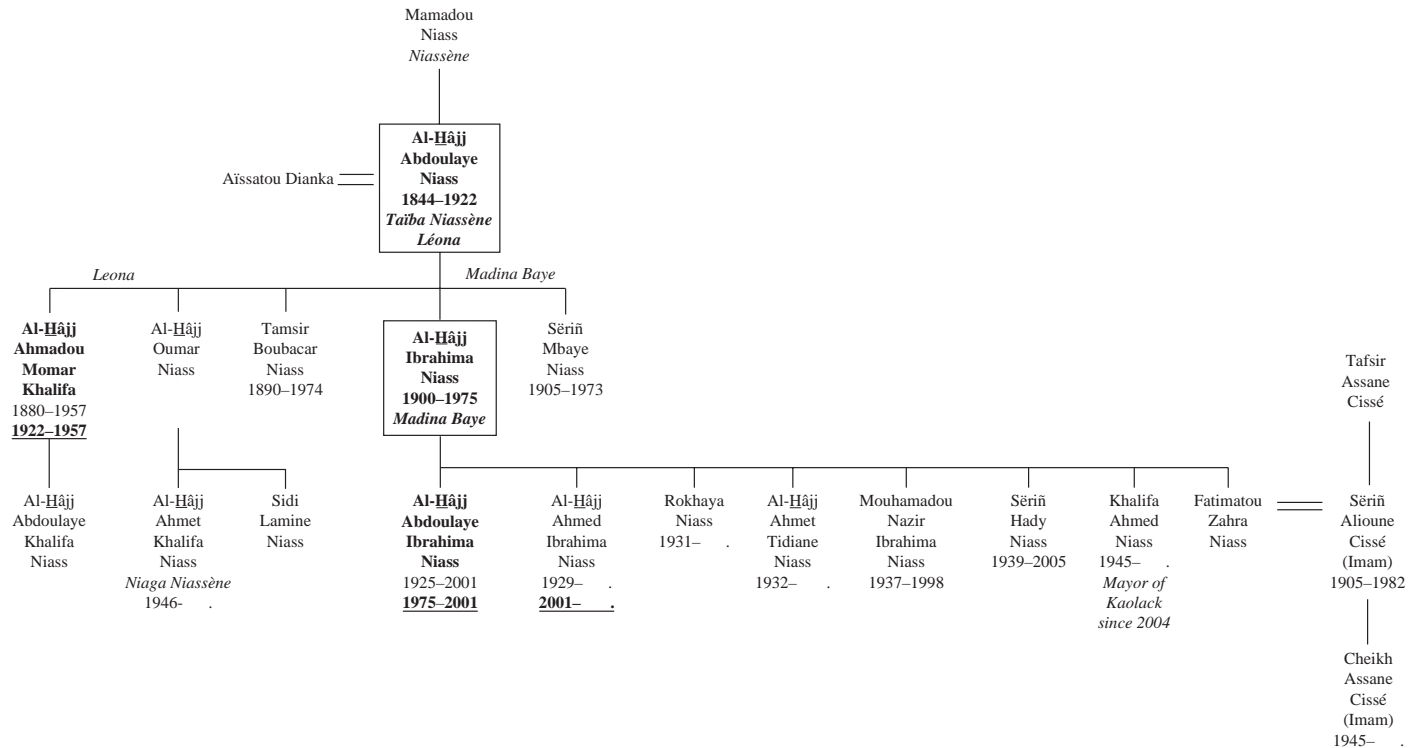 Mamadou
Niass
Niassène
Al-Hâjj
Abdoulaye
Niass
1844–1922
Taïba Niassène
Léona
Aïssatou Dianka
Leona
Madina Baye
Al-Hâjj
Ahmadou
Momar
Khalifa
1880–1957
1922–1957
Al-Hâjj
Oumar
Niass
Tamsir
Boubacar
Niass
1890–1974
Al-Hâjj
Ibrahima
Niass
1900–1975
Madina Baye
Sëriñ
Mbaye
Niass
1905–1973
Tafsir
Assane
Cissé
Al-Hâjj
Abdoulaye
Khalifa
Niass
Al-Hâjj
Ahmet
Khalifa
Niass
Niaga Niassène
1946- .
Sidi
Lamine
Niass
Al-Hâjj
Abdoulaye
Ibrahima
Niass
1925–2001
1975–2001
Al-Hâjj
Ahmed
Ibrahima
Niass
1929– .
2001– .
Rokhaya
Niass
1931– .
Al-Hâjj
Ahmet
Tidiane
Niass
1932– .
Mouhamadou
Nazir
Ibrahima
Niass
1937–1998
Sëriñ
Hady
Niass
1939–2005
Khalifa
Ahmed
Niass
1945– .
Mayor of
Kaolack
since 2004
Fatimatou
Zahra
Niass
Sëriñ
Alioune
Cissé
(Imam)
1905–1982
Cheikh
Assane
Cissé
(Imam)
1945– .